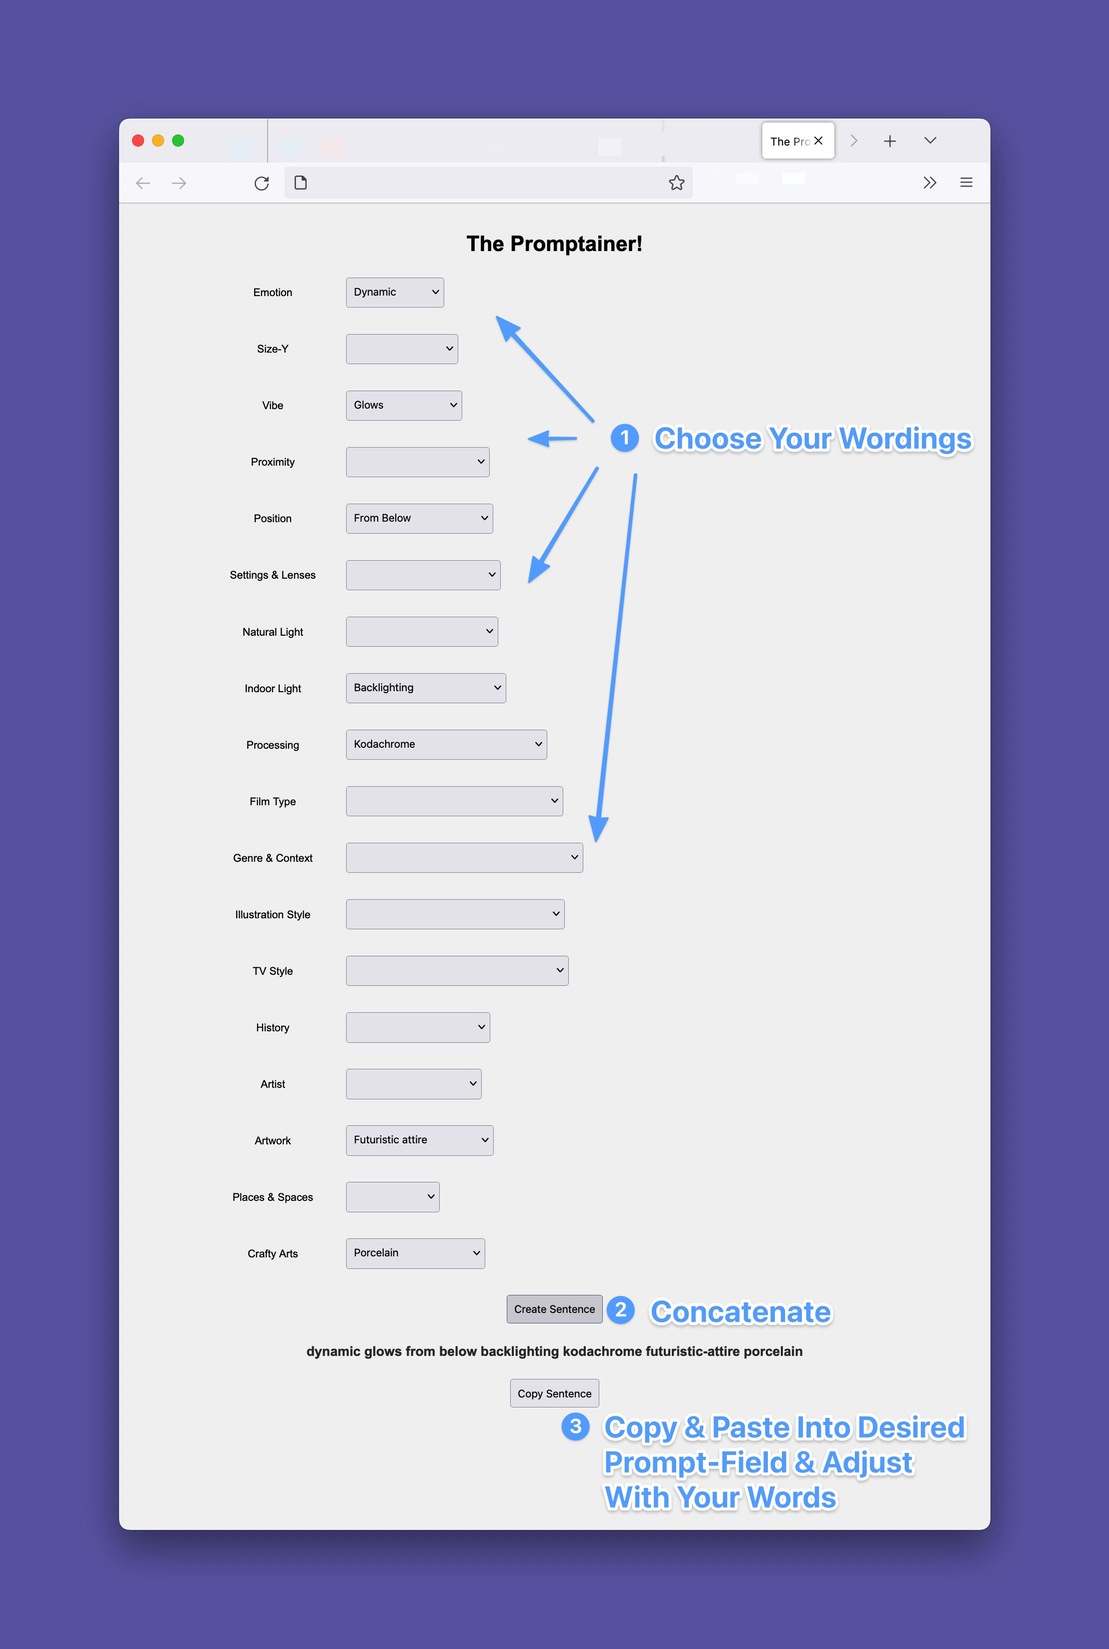 The Pro
The Promptainer!
Emotion Dynamic
Size-Y
Vibe Glows
1 Choose Your Wordings
Proximity
Position From Below
Settings & Lenses
Natural Light
Indoor Light Backlighting
Processing Kodachrome
Film Type
Genre & Context
Illustration Style
TV Style
History
Artist
Artwork Futuristic attire
Places & Spaces
Crafty Arts Porcelain
Create Sentence 2 Concatenate
dynamic glows from below backlighting kodachrome futuristic-attire porcelain
Copy Sentence
3 Copy & Paste Into Desired
Prompt-Field & Adjust
With Your Words